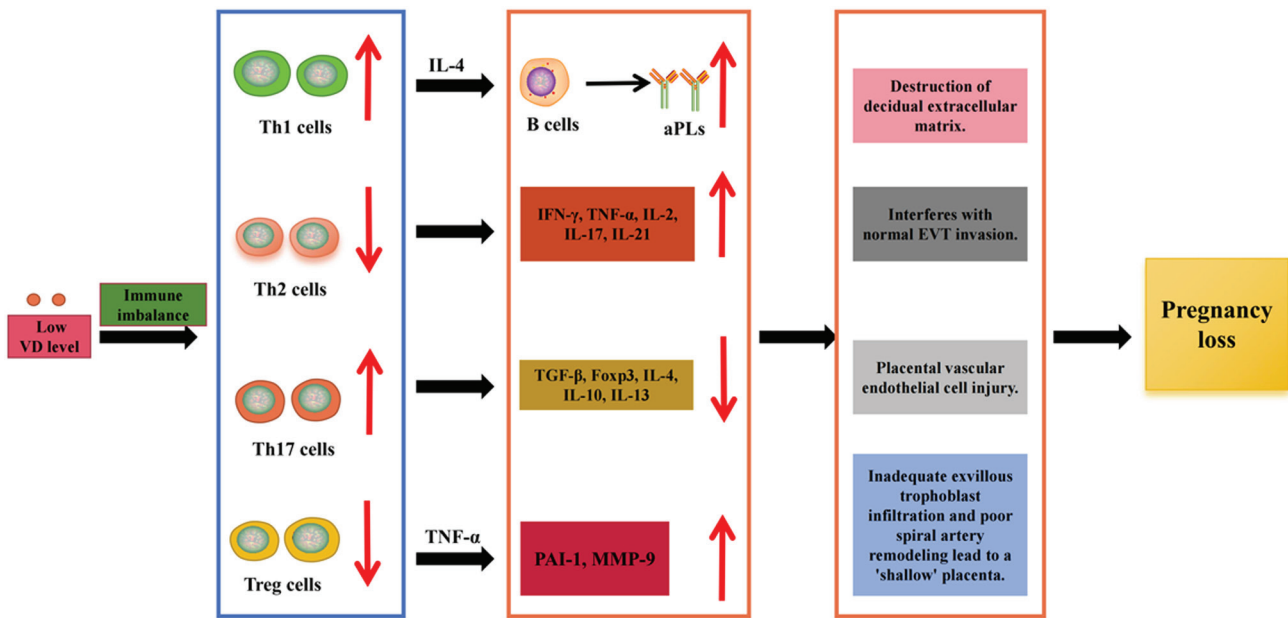 Low
VD level
Immune
imbalance
Th1 cells
Th2 cells
Th17 cells
Treg cells
IL-4
TNF-α
B cells
aPLs
IFN-γ, TNF-α, IL-2,
IL-17, IL-21
TGF-β, Foxp3, IL-4,
IL-10, IL-13
PAI-1, MMP-9
Destruction of
decidual extracellular
matrix.
Interferes with
normal EVT invasion.
Placental vascular
endothelial cell injury.
Inadequate exvillous
trophoblast
infiltration and poor
spiral artery
remodeling lead to a
'shallow' placenta.
Pregnancy
loss